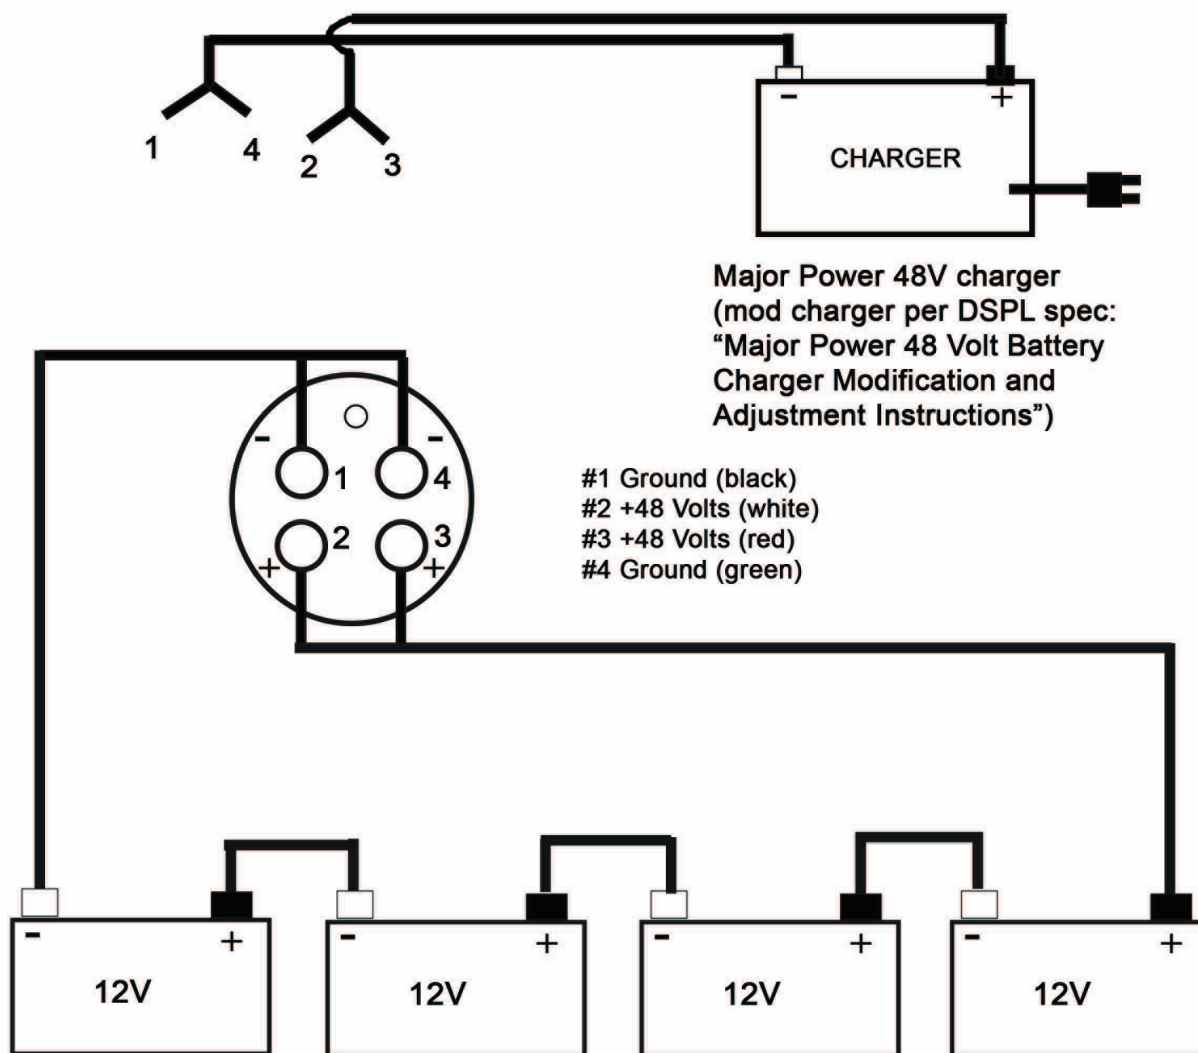 - +
1 4 2 3
CHARGER
Major Power 48V charger
(mod charger per DSPL spec:
“Major Power 48 Volt Battery
Charger Modification and
Adjustment Instructions”)
- -
1 4
2 3
+ +
#1 Ground (black)
#2 +48 Volts (white)
#3 +48 Volts (red)
#4 Ground (green)
- + - + - + - +
12V 12V 12V 12V